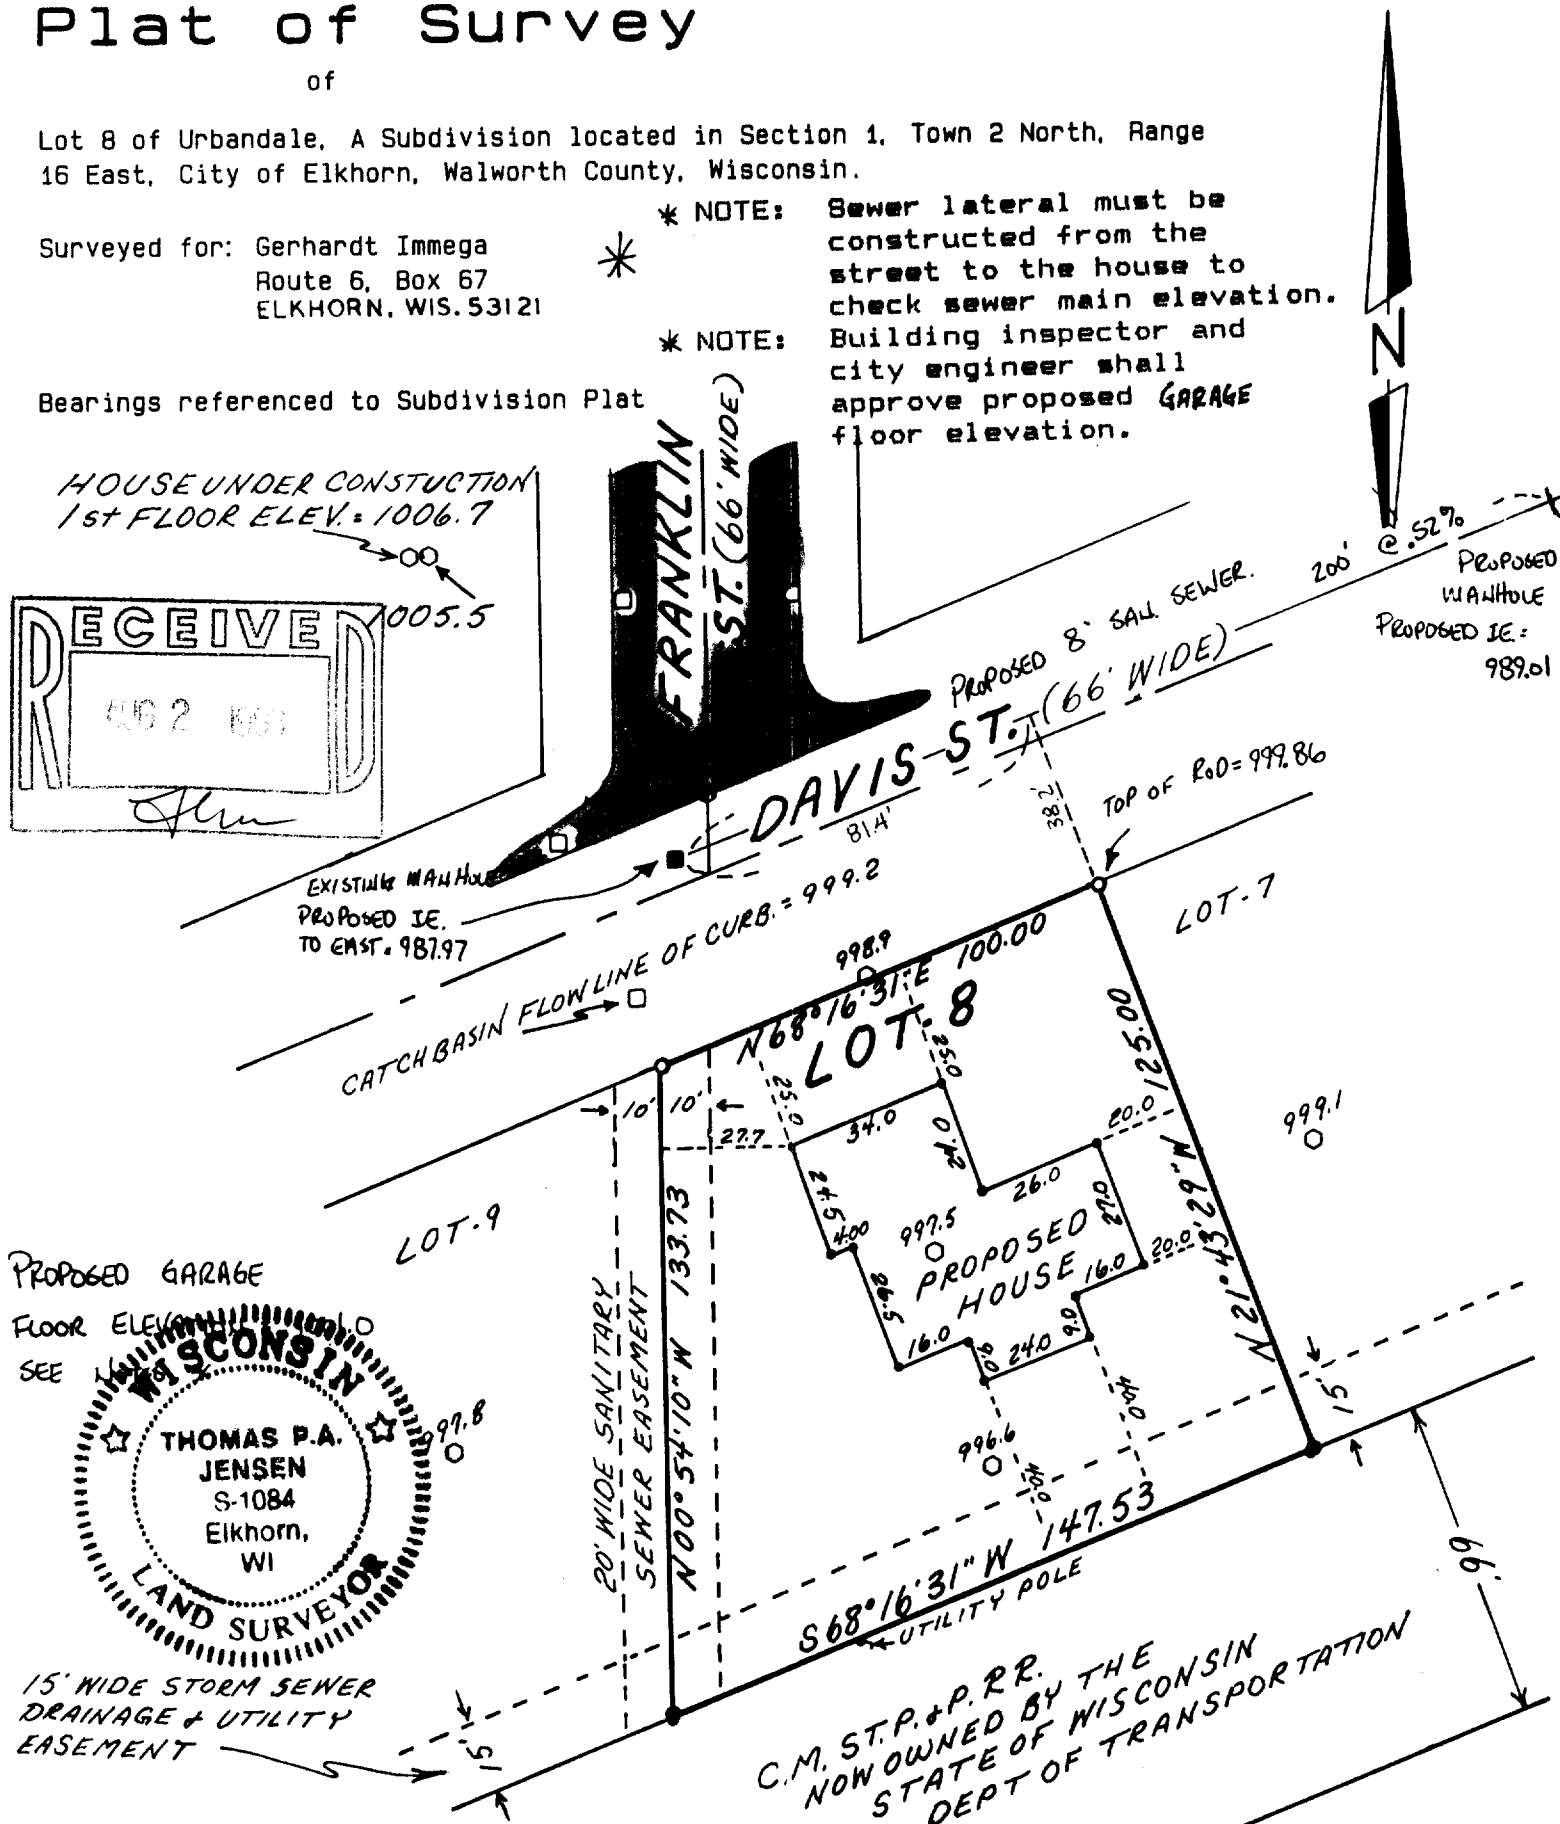 Plat of Survey
of
Lot 8 of Urbandale, A Subdivision located in Section 1, Town 2 North, Range
16 East, City of Elkhorn, Walworth County, Wisconsin.
* NOTE: Sewer lateral must be
constructed from the
street to the house to
check sewer main elevation.
Surveyed for: Gerhardt Immega
Route 6, Box 67
ELKHORN, WIS. 53121
*
* NOTE: Building inspector and
city engineer shall
approve proposed GARAGE
floor elevation.
N
Bearings referenced to Subdivision Plat
HOUSE UNDER CONSTUCTION
1st FLOOR ELEV. = 1006.7
1005.5
RECEIVED
AUG 2
FRANKLIN
ST. (66' WIDE)
PROPOSED 8" SAN. SEWER.
200' @ .52%
PROPOSED
MANHOLE
PROPOSED IE =
989.01
DAVIS ST. (66' WIDE)
81.4'
38.2'
TOP OF ROD = 999.86
EXISTING MANHOLE
PROPOSED IE.
TO EAST = 987.97
CATCH BASIN FLOW LINE OF CURB. = 999.2
998.9
N 68° 16' 31" E 100.00
LOT-7
LOT-8
125.00
N 21° 43' 29" W
999.1
10' 10'
27.7
25.0
25.0
34.0
24.0
20.0
26.0
27.0
24.5
4.00
997.5
PROPOSED
HOUSE
20.0
16.0
26.5
16.0
9.0
24.0
9.0
40.0
40.0
996.6
LOT-9
N 00° 54' 10" W 133.73
20' WIDE SANITARY
SEWER EASEMENT
PROPOSED GARAGE
FLOOR
SEE
WISCONSIN
THOMAS P.A.
JENSEN
S-1084
Elkhorn,
WI
LAND SURVEYOR
997.8
15'
S 68° 16' 31" W 147.53
UTILITY POLE
66'
15' WIDE STORM SEWER
DRAINAGE & UTILITY
EASEMENT
15'
C.M. ST.P. & P. RR.
NOW OWNED BY THE
STATE OF WISCONSIN
DEPT OF TRANSPORTATION